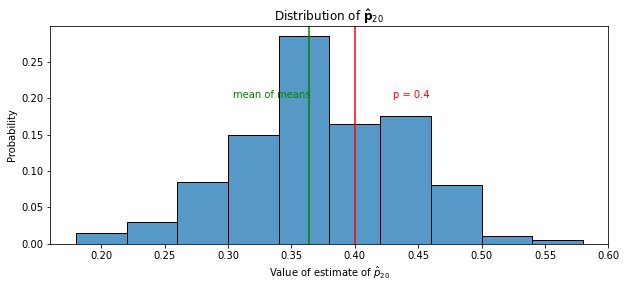 Distribution of p̂₂₀
0.25
0.20
0.15
0.10
0.05
0.00
Probability
mean of means
p = 0.4
0.20 0.25 0.30 0.35 0.40 0.45 0.50 0.55 0.60
Value of estimate of p̂₂₀